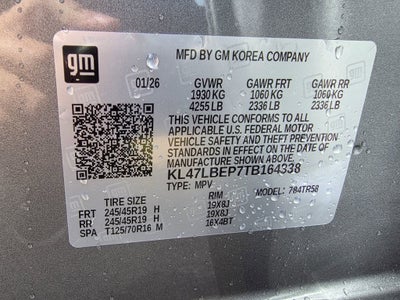 gm
MFD BY GM KOREA COMPANY
01/26 GVWR GAWR FRT GAWR RR
1930 KG 1060 KG 1060 KG
4255 LB 2336 LB 2336 LB
THIS VEHICLE CONFORMS TO ALL
APPLICABLE U.S. FEDERAL MOTOR
VEHICLE SAFETY AND THEFT PREVENTION
STANDARDS IN EFFECT ON THE DATE OF
MANUFACTURE SHOWN ABOVE.
KL47LBEP7TB164338
TYPE: MPV MODEL: 784TR58
TIRE SIZE RIM
FRT 245/45R19 H 19X8J
RR 245/45R19 H 19X8J
SPA T125/70R16 M 16X4BT